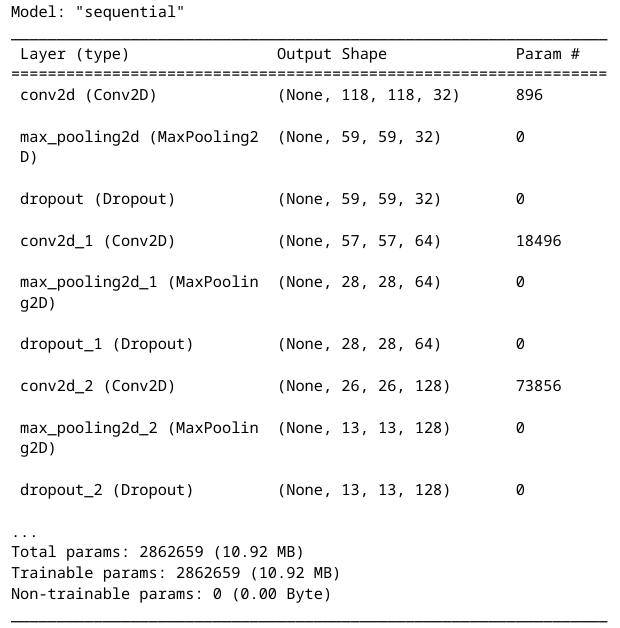 Model: "sequential"
_________________________________________________________________
Layer (type)                Output Shape              Param #
=================================================================
conv2d (Conv2D)             (None, 118, 118, 32)      896
max_pooling2d (MaxPooling2  (None, 59, 59, 32)        0
D)
dropout (Dropout)           (None, 59, 59, 32)        0
conv2d_1 (Conv2D)           (None, 57, 57, 64)        18496
max_pooling2d_1 (MaxPoolin  (None, 28, 28, 64)        0
g2D)
dropout_1 (Dropout)         (None, 28, 28, 64)        0
conv2d_2 (Conv2D)           (None, 26, 26, 128)       73856
max_pooling2d_2 (MaxPoolin  (None, 13, 13, 128)       0
g2D)
dropout_2 (Dropout)         (None, 13, 13, 128)       0
...
Total params: 2862659 (10.92 MB)
Trainable params: 2862659 (10.92 MB)
Non-trainable params: 0 (0.00 Byte)
_________________________________________________________________